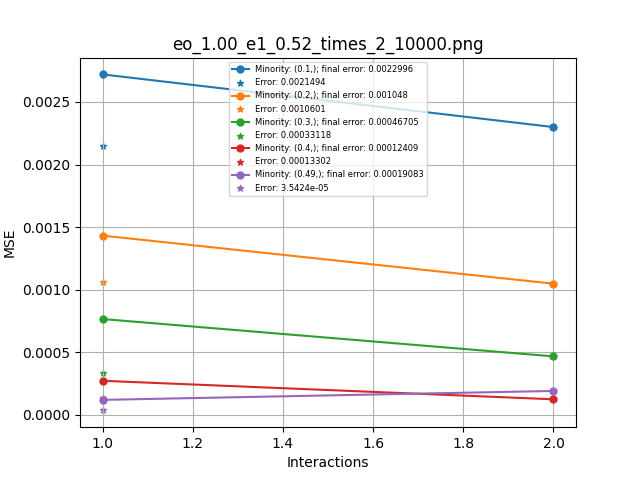 eo_1.00_e1_0.52_times_2_10000.png
Minority: (0.1,); final error: 0.0022996
Error: 0.0021494
Minority: (0.2,); final error: 0.001048
Error: 0.0010601
Minority: (0.3,); final error: 0.00046705
Error: 0.00033118
Minority: (0.4,); final error: 0.00012409
Error: 0.00013302
Minority: (0.49,); final error: 0.00019083
Error: 3.5424e-05
MSE
0.0025
0.0020
0.0015
0.0010
0.0005
0.0000
1.0 1.2 1.4 1.6 1.8 2.0
Interactions